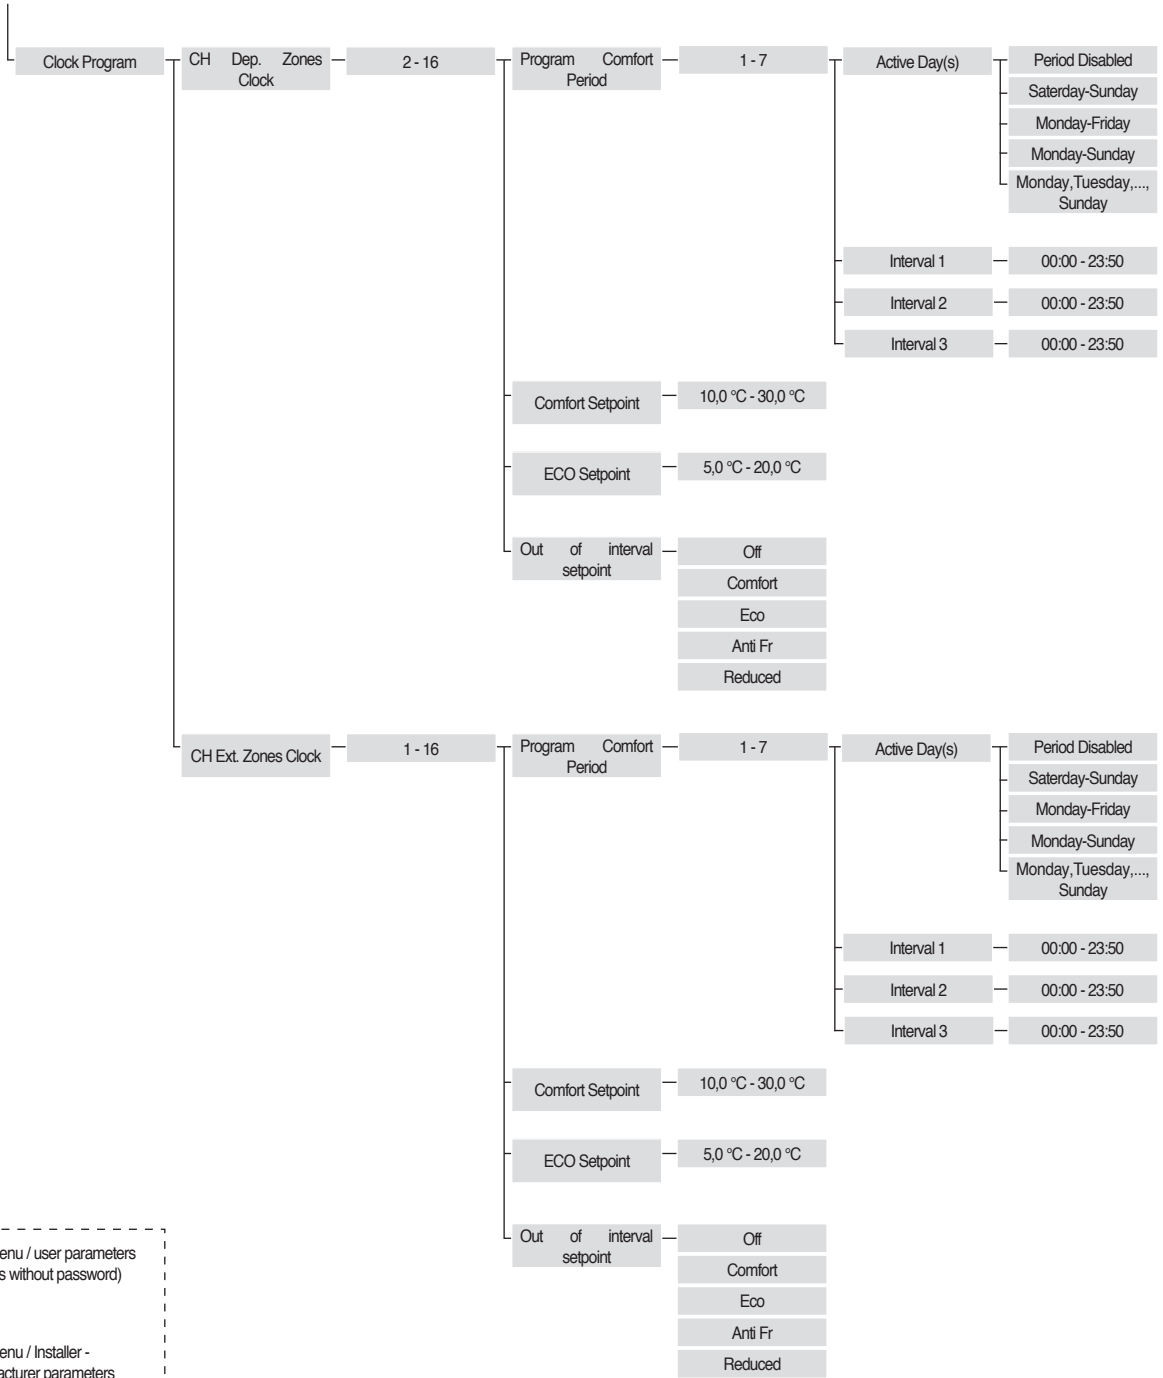 Clock Program
CH Dep. Zones
Clock
2 - 16
Program Comfort
Period
1 - 7
Active Day(s)
Period Disabled
Saterday-Sunday
Monday-Friday
Monday-Sunday
Monday,Tuesday,...,
Sunday
Interval 1
00:00 - 23:50
Interval 2
00:00 - 23:50
Interval 3
00:00 - 23:50
Comfort Setpoint
10,0 °C - 30,0 °C
ECO Setpoint
5,0 °C - 20,0 °C
Out of interval
setpoint
Off
Comfort
Eco
Anti Fr
Reduced
CH Ext. Zones Clock
1 - 16
Program Comfort
Period
1 - 7
Active Day(s)
Period Disabled
Saterday-Sunday
Monday-Friday
Monday-Sunday
Monday,Tuesday,...,
Sunday
Interval 1
00:00 - 23:50
Interval 2
00:00 - 23:50
Interval 3
00:00 - 23:50
Comfort Setpoint
10,0 °C - 30,0 °C
ECO Setpoint
5,0 °C - 20,0 °C
Out of interval
setpoint
Off
Comfort
Eco
Anti Fr
Reduced
/ user parameters
without password)
/ Installer -
parameters